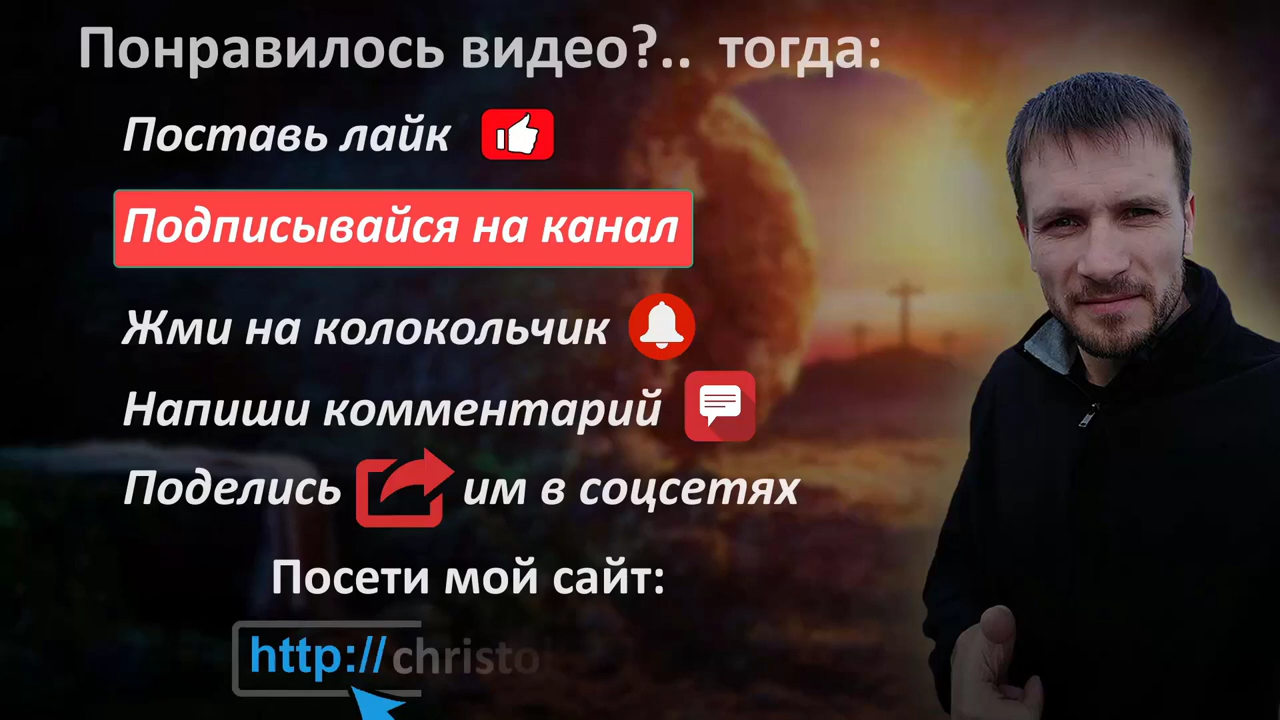 Понравилось видео?.. тогда:
Поставь лайк
Подписывайся на канал
Жми на колокольчик
Напиши комментарий
Поделись им в соцсетях
Посети мой сайт:
http://christo